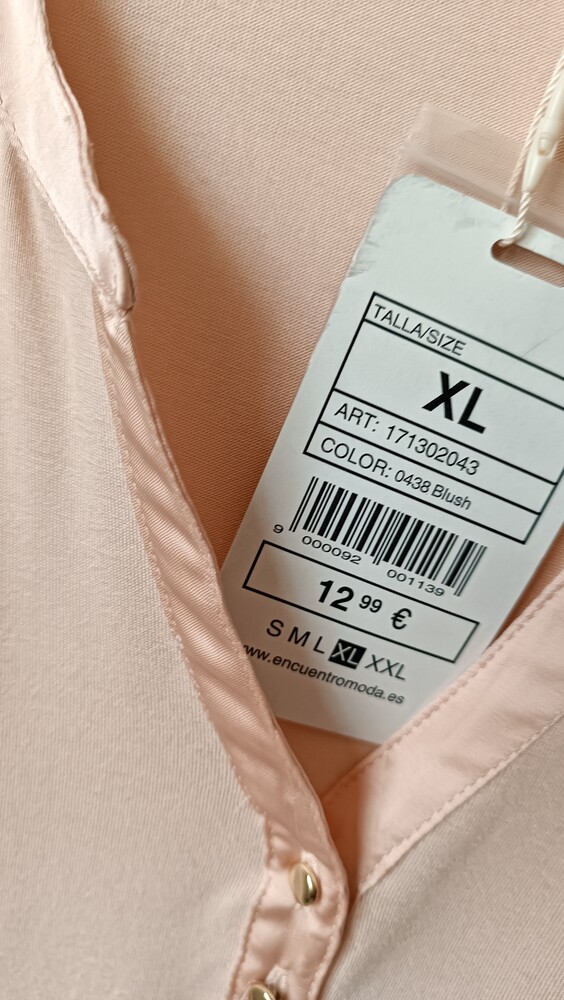 TALLA/SIZE
XL
ART: 171302043
COLOR: 0438 Blush
9 000092 001139
12 99 €
S M L XL XXL
www.encuentromoda.es